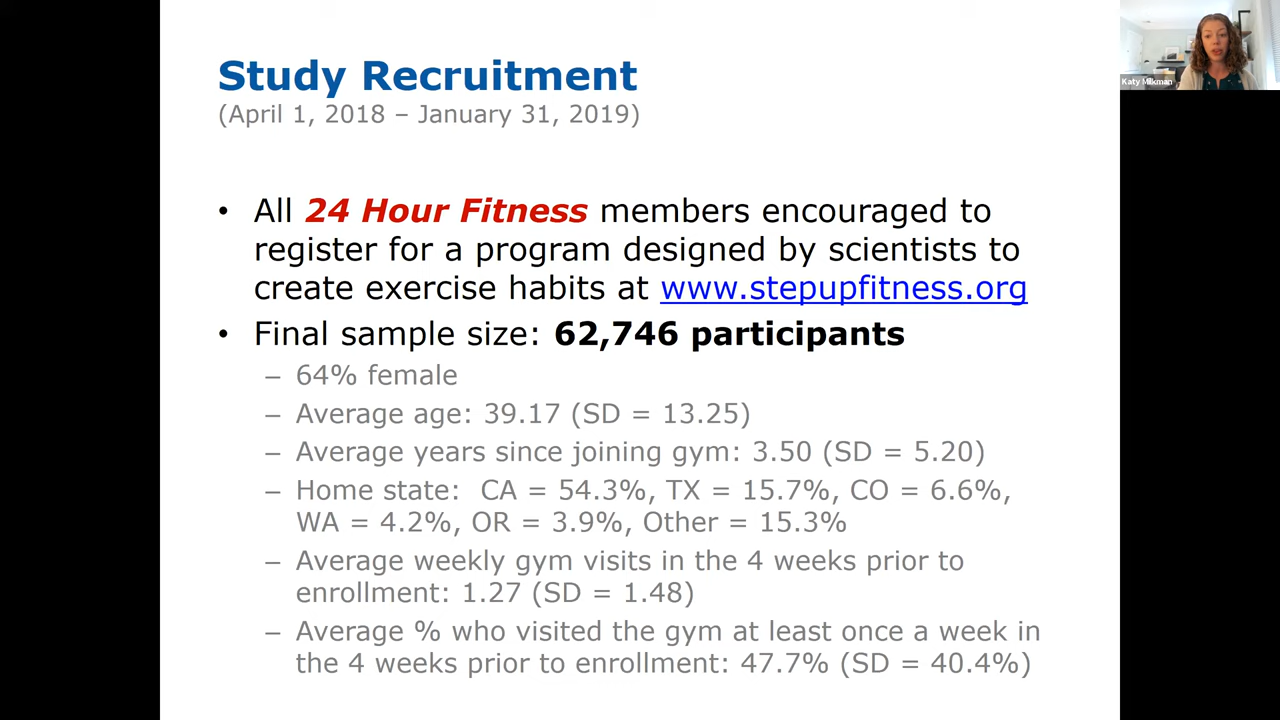 Study Recruitment
(April 1, 2018 – January 31, 2019)
• All 24 Hour Fitness members encouraged to
register for a program designed by scientists to
create exercise habits at www.stepupfitness.org
• Final sample size: 62,746 participants
– 64% female
– Average age: 39.17 (SD = 13.25)
– Average years since joining gym: 3.50 (SD = 5.20)
– Home state: CA = 54.3%, TX = 15.7%, CO = 6.6%,
WA = 4.2%, OR = 3.9%, Other = 15.3%
– Average weekly gym visits in the 4 weeks prior to
enrollment: 1.27 (SD = 1.48)
– Average % who visited the gym at least once a week in
the 4 weeks prior to enrollment: 47.7% (SD = 40.4%)
Katy Milkman